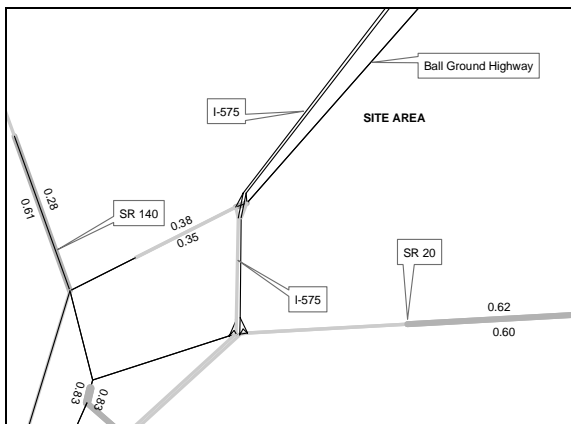 Ball Ground Highway
I-575
SITE AREA
0.28
0.61
SR 140
0.38
0.35
SR 20
I-575
0.62
0.60
0.83
0.83